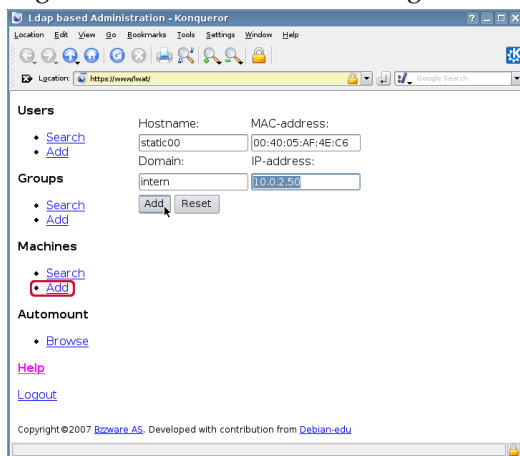 Ldap based Administration - Konqueror
Location Edit View Go Bookmarks Tools Settings Window Help
Location: https://www/lwat/ Google Search
Users
Search
Add
Groups
Search
Add
Machines
Search
Add
Automount
Browse
Help
Logout
Hostname: MAC-address:
static00 00:40:05:AF:4E:C6
Domain: IP-address:
intern 10.0.2.50
Add Reset
Copyright©2007 Bzzware AS. Developed with contribution from Debian-edu